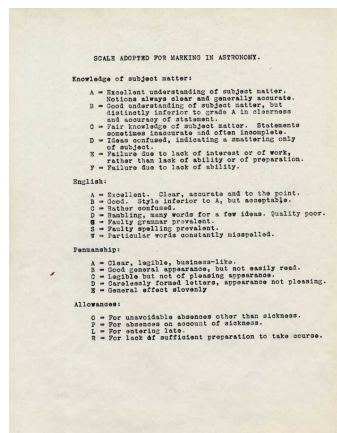 SCALE ADOPTED FOR MARKING IN ASTRONOMY.
Knowledge of subject matter:
A = Excellent understanding of subject matter.
Notions always clear and generally accurate.
B = Good understanding of subject matter, but
distinctly inferior to grade A in clearness
and accuracy of statement.
C = Fair knowledge of subject matter. Statements
sometimes inaccurate and often incomplete.
D = Ideas confused, indicating a smattering only
of subject.
E = Failure due to lack of interest or of work,
rather than lack of ability or of preparation.
F = Failure due to lack of ability.
English:
A = Excellent. Clear, accurate and to the point.
B = Good. Style inferior to A, but acceptable.
C = Rather confused.
D = Rambling, many words for a few ideas. Quality poor.
G = Faulty grammar prevalent.
S = Faulty spelling prevalent.
W = Particular words constantly misspelled.
Penmanship:
A = Clear, legible, business-like.
B = Good general appearance, but not easily read.
C = Legible but not of pleasing appearance.
D = Carelessly formed letters, appearance not pleasing.
E = General effect slovenly
Allowances:
O = For unavoidable absences other than sickness.
P = For absences on account of sickness.
L = For entering late.
R = For lack of sufficient preparation to take course.